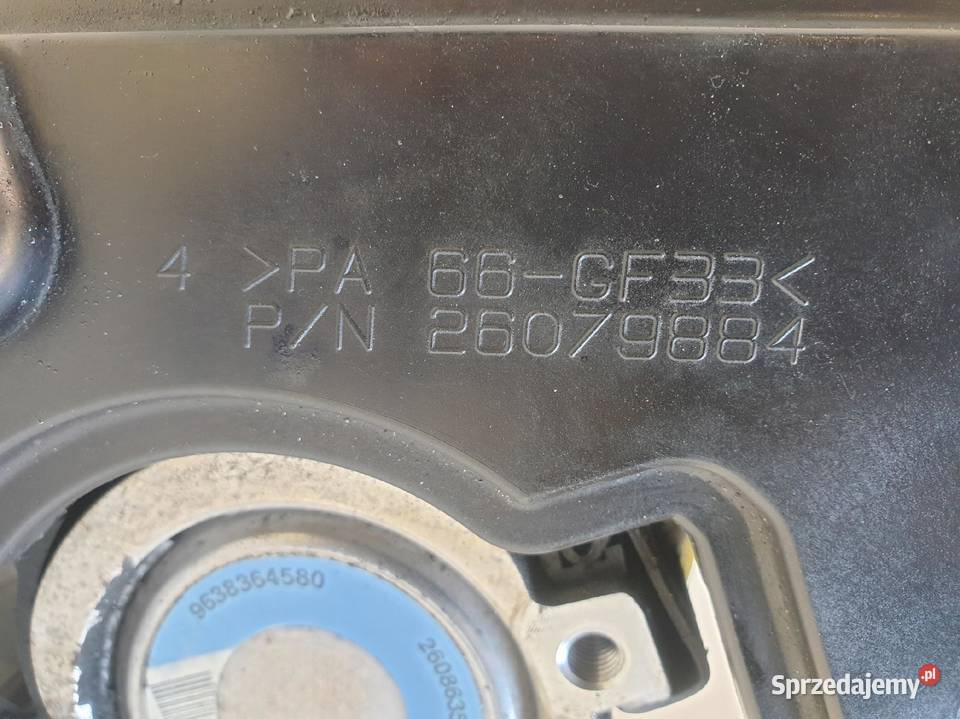 4 >PA 66-GF33<
P/N 26079884
9638364580
Sprzedajemy.pl